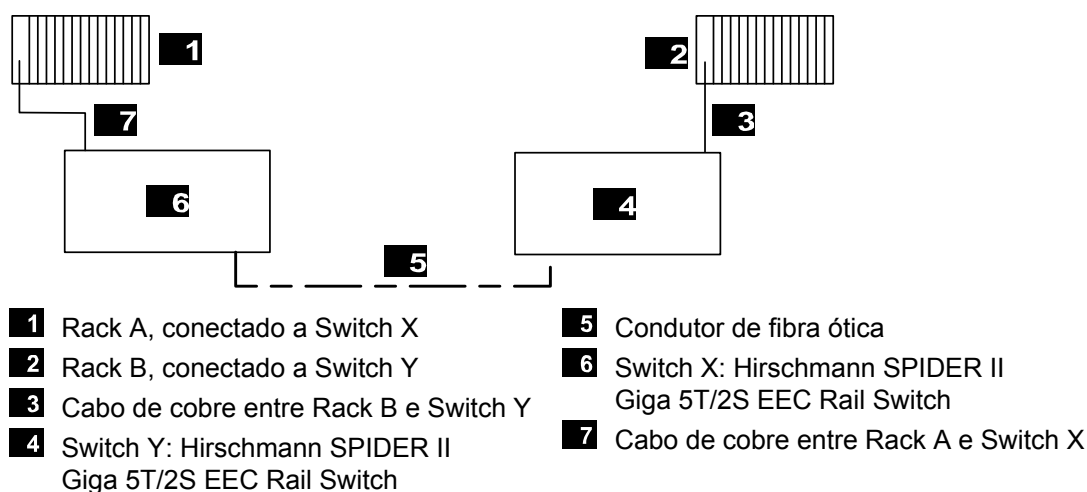 1
2
7
3
6
4
5
1 Rack A, conectado a Switch X
2 Rack B, conectado a Switch Y
3 Cabo de cobre entre Rack B e Switch Y
4 Switch Y: Hirschmann SPIDER II
Giga 5T/2S EEC Rail Switch
5 Condutor de fibra ótica
6 Switch X: Hirschmann SPIDER II
Giga 5T/2S EEC Rail Switch
7 Cabo de cobre entre Rack A e Switch X